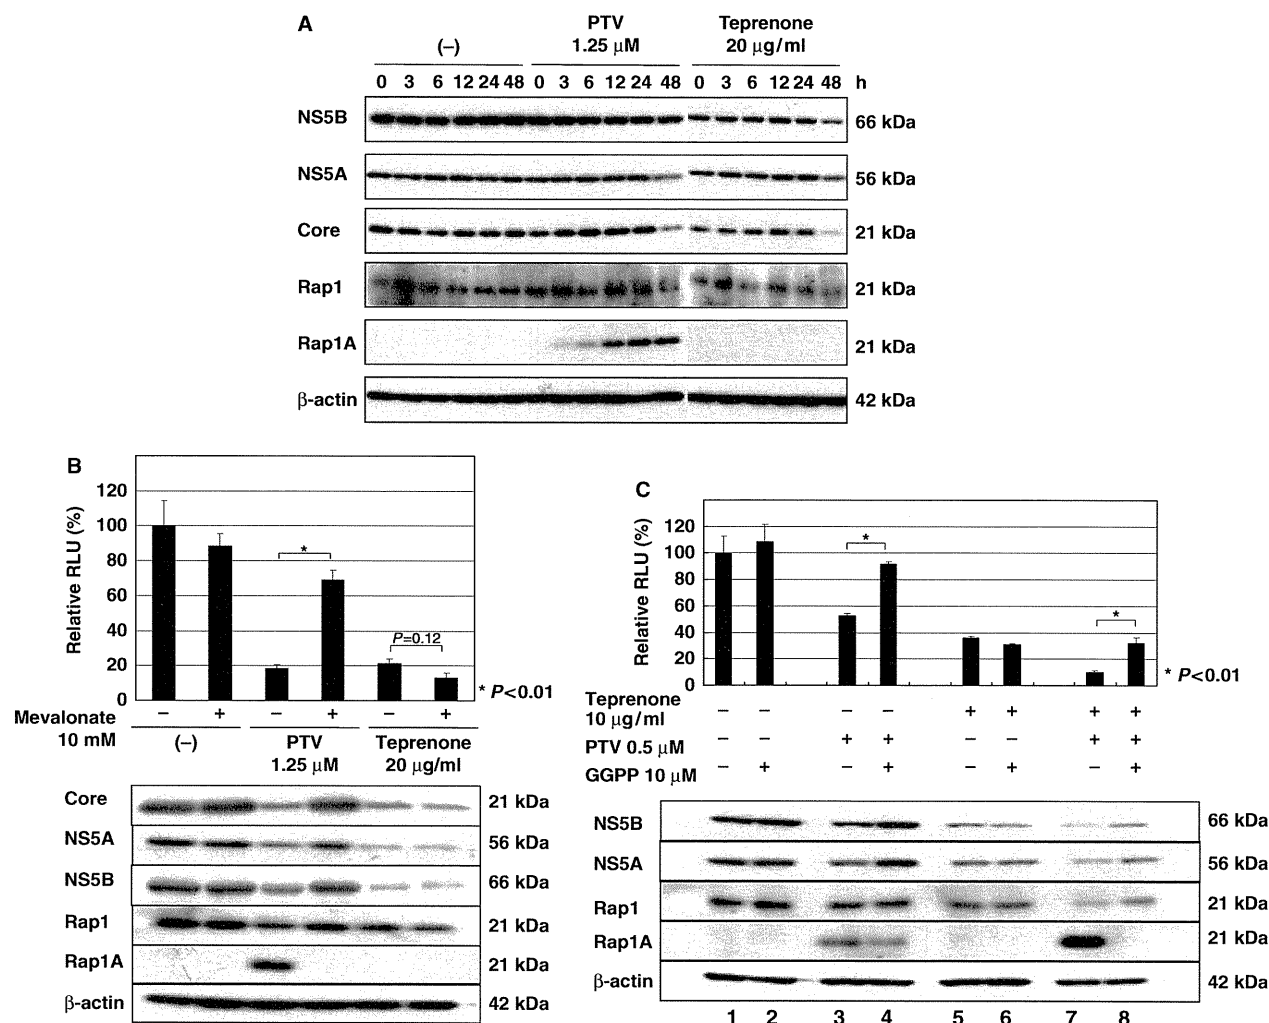 A
(–)
PTV
1.25 μM
Teprenone
20 μg/ml
0 3 6 12 24 48 0 3 6 12 24 48 0 3 6 12 24 48 h
NS5B 66 kDa
NS5A 56 kDa
Core 21 kDa
Rap1 21 kDa
Rap1A 21 kDa
β-actin 42 kDa
B
Relative RLU (%)
120
100
80
60
40
20
0
*
P=0.12
* P<0.01
Mevalonate
10 mM
– + – + – +
(–)
PTV
1.25 μM
Teprenone
20 μg/ml
Core 21 kDa
NS5A 56 kDa
NS5B 66 kDa
Rap1 21 kDa
Rap1A 21 kDa
β-actin 42 kDa
C
Relative RLU (%)
120
100
80
60
40
20
0
*
*
* P<0.01
Teprenone
10 μg/ml
– – – – + + + +
PTV 0.5 μM – – + + – – + +
GGPP 10 μM – + – + – + – +
NS5B 66 kDa
NS5A 56 kDa
Rap1 21 kDa
Rap1A 21 kDa
β-actin 42 kDa
1 2 3 4 5 6 7 8